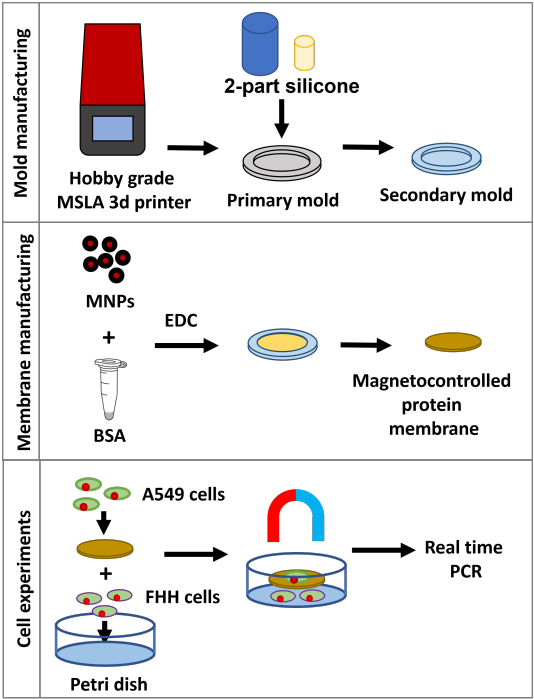 Mold manufacturing
2-part silicone
Hobby grade
MSLA 3d printer
Primary mold
Secondary mold
Membrane manufacturing
MNPs
+
EDC
BSA
Magnetocontrolled
protein
membrane
Cell experiments
A549 cells
+
FHH cells
Petri dish
Real time
PCR